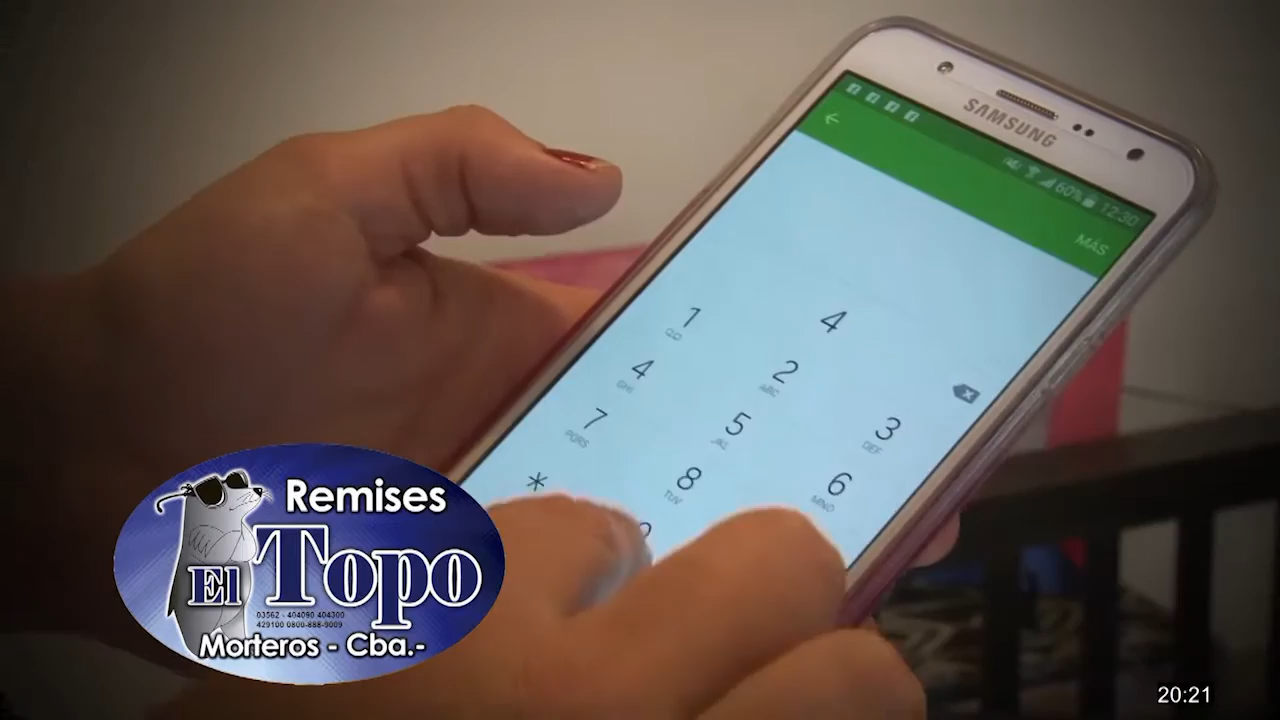 SAMSUNG
60% 12:30
MÁS
4
1
2
ABC
3
DEF
4
GHI
5
JKL
6
MNO
7
PQRS
8
TUV
*
Remises
El Topo
03562 - 404090 404300
429100 0800-888-9009
Morteros - Cba.-
20:21